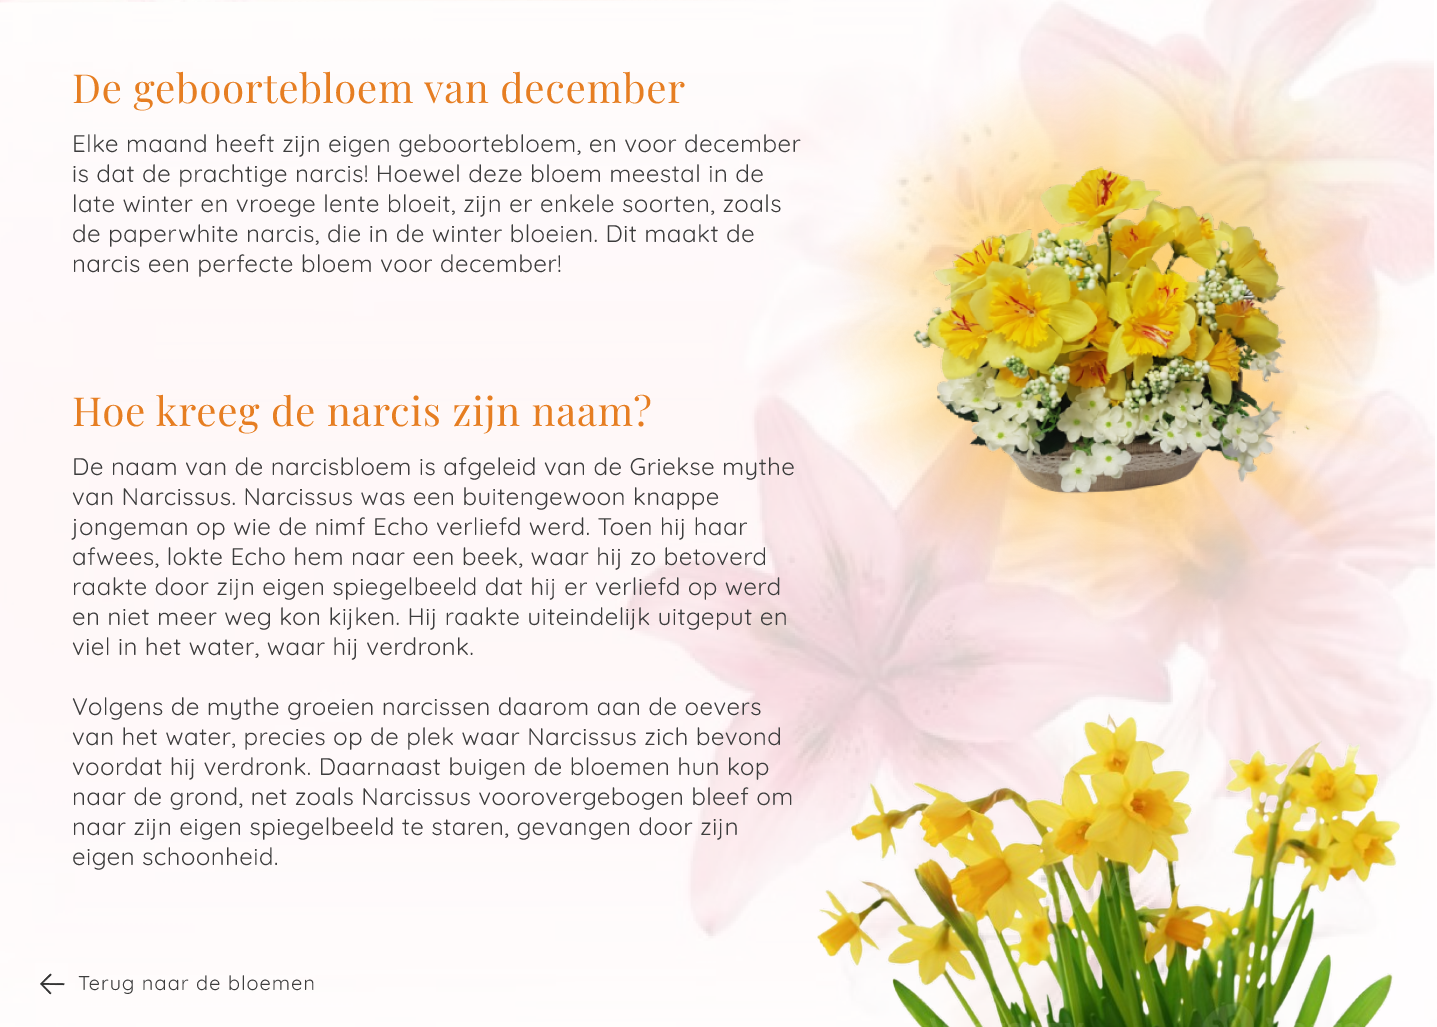 De geboortebloem van december
Elke maand heeft zijn eigen geboortebloem, en voor december
is dat de prachtige narcis! Hoewel deze bloem meestal in de
late winter en vroege lente bloeit, zijn er enkele soorten, zoals
de paperwhite narcis, die in de winter bloeien. Dit maakt de
narcis een perfecte bloem voor december!
Hoe kreeg de narcis zijn naam?
De naam van de narcisbloem is afgeleid van de Griekse mythe
van Narcissus. Narcissus was een buitengewoon knappe
jongeman op wie de nimf Echo verliefd werd. Toen hij haar
afwees, lokte Echo hem naar een beek, waar hij zo betoverd
raakte door zijn eigen spiegelbeeld dat hij er verliefd op werd
en niet meer weg kon kijken. Hij raakte uiteindelijk uitgeput en
viel in het water, waar hij verdronk.
Volgens de mythe groeien narcissen daarom aan de oevers
van het water, precies op de plek waar Narcissus zich bevond
voordat hij verdronk. Daarnaast buigen de bloemen hun kop
naar de grond, net zoals Narcissus voorovergebogen bleef om
naar zijn eigen spiegelbeeld te staren, gevangen door zijn
eigen schoonheid.
← Terug naar de bloemen